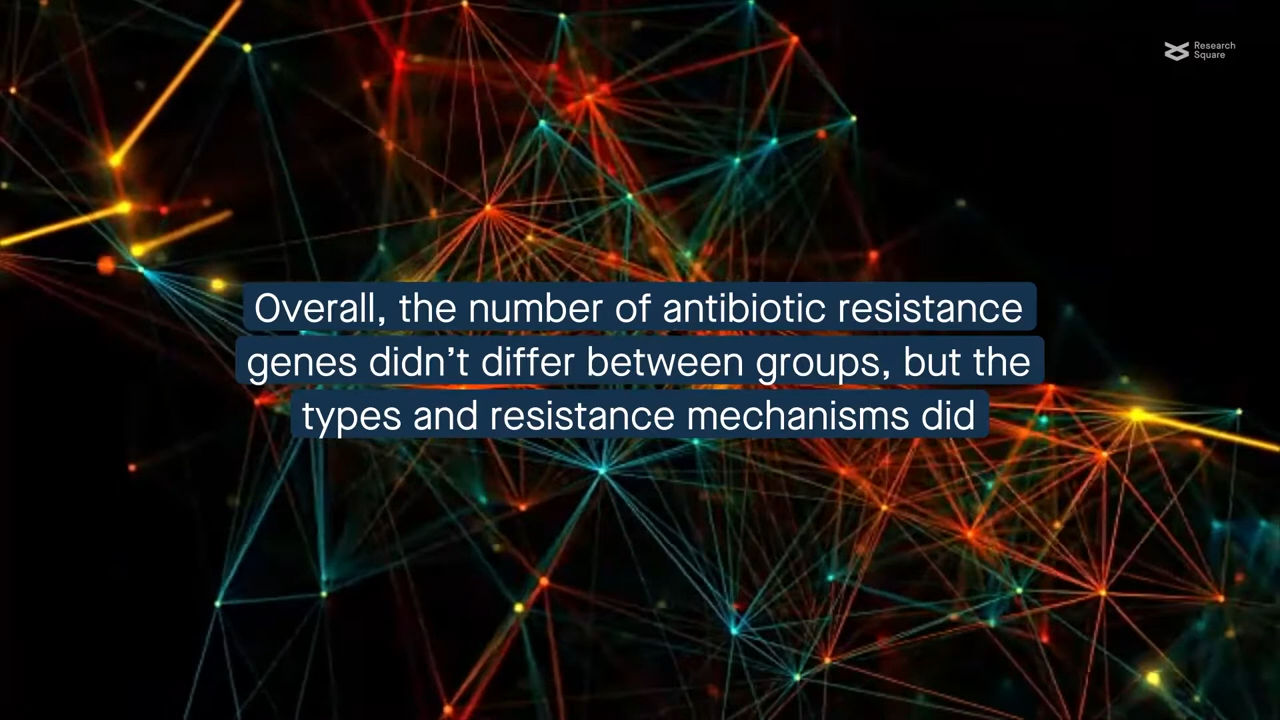 Research
Square
Overall, the number of antibiotic resistance
genes didn’t differ between groups, but the
types and resistance mechanisms did